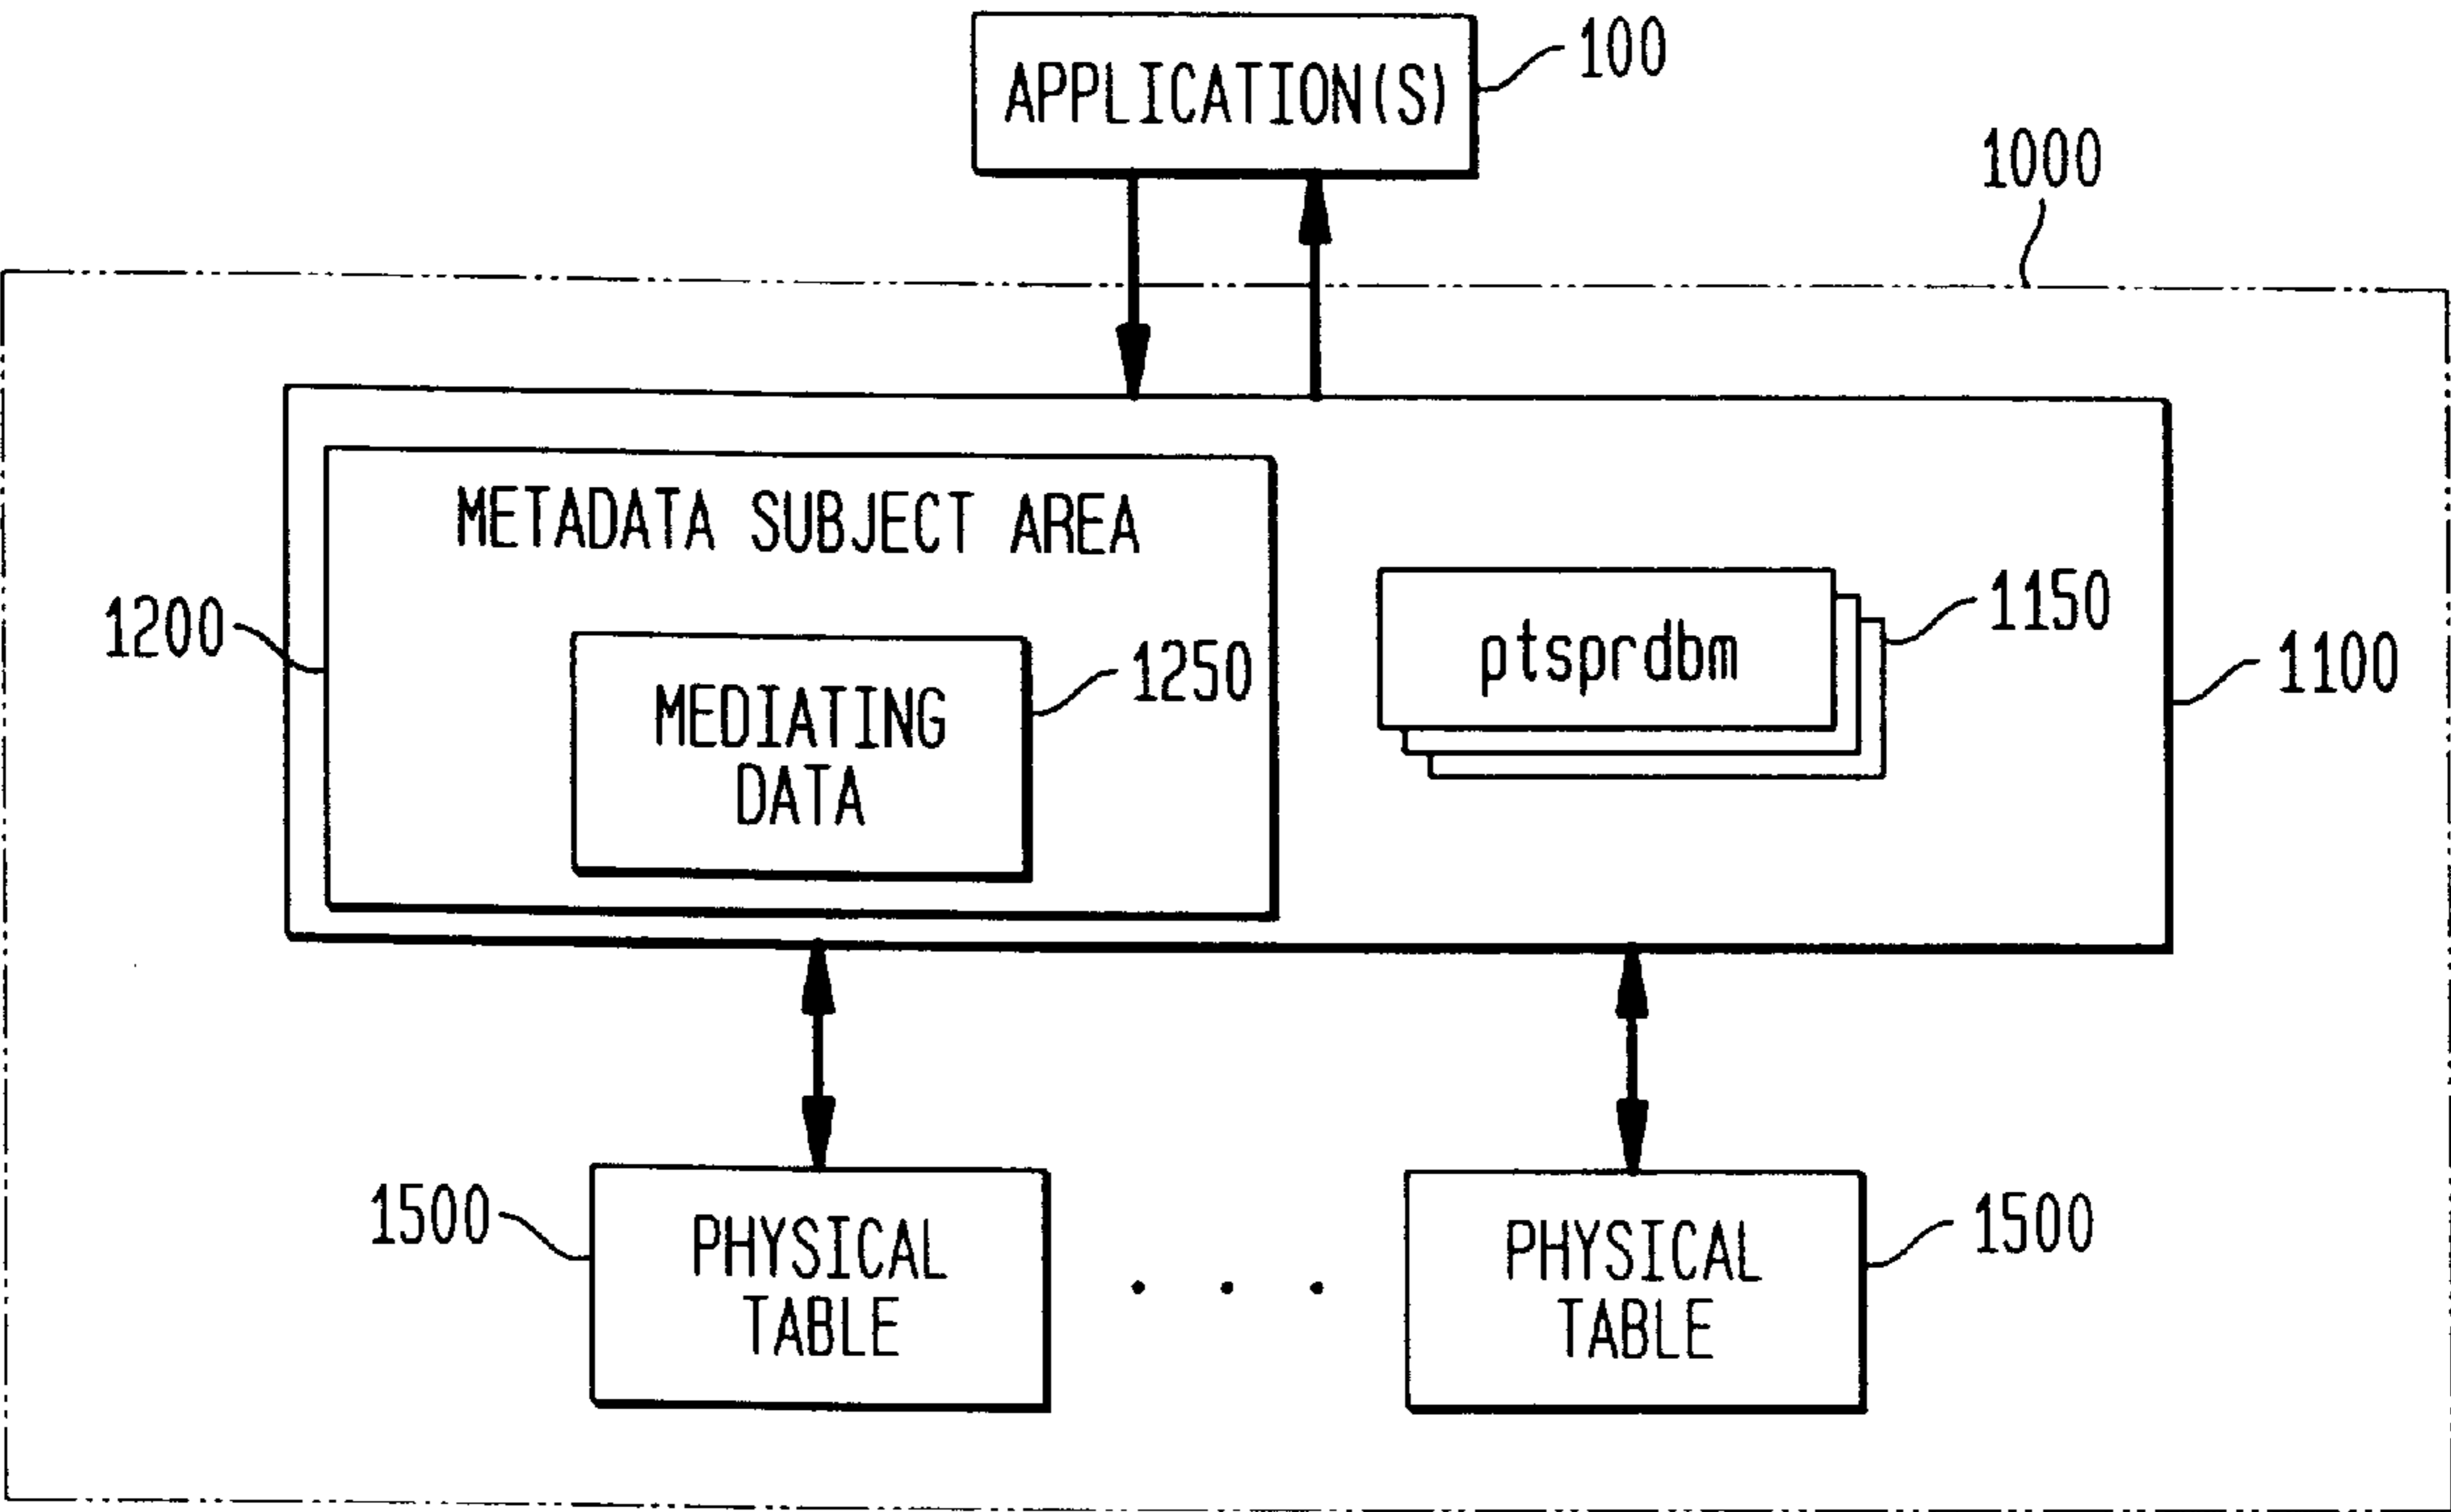 APPLICATION(S)
100
1000
METADATA SUBJECT AREA
1200
MEDIATING
DATA
1250
ptsprdbm
1150
1100
1500
PHYSICAL
TABLE
. . .
PHYSICAL
TABLE
1500